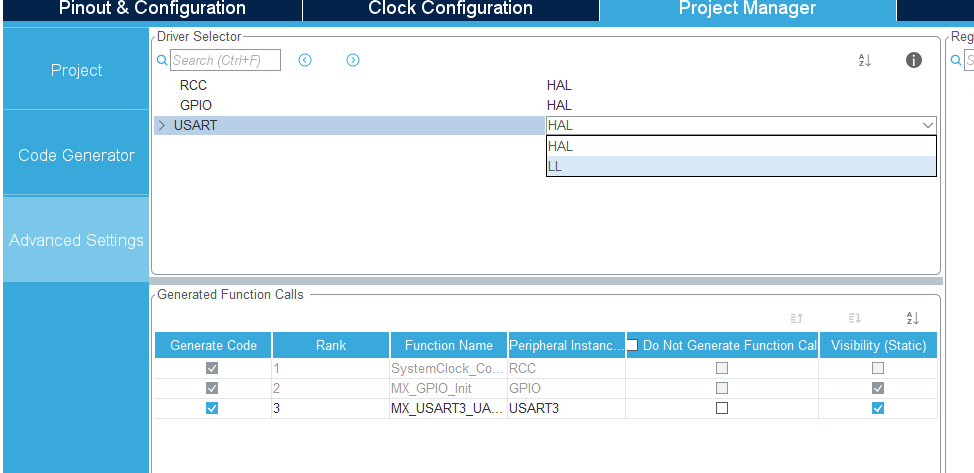 Pinout & Configuration
Clock Configuration
Project Manager
Project
Code Generator
Advanced Settings
Driver Selector
Search (Ctrl+F)
RCC HAL
GPIO HAL
USART HAL
HAL
LL
Reg
S
Generated Function Calls
Generate Code Rank Function Name Peripheral Instanc... Do Not Generate Function Cal Visibility (Static)
1 SystemClock_Co... RCC
2 MX_GPIO_Init GPIO
3 MX_USART3_UA... USART3